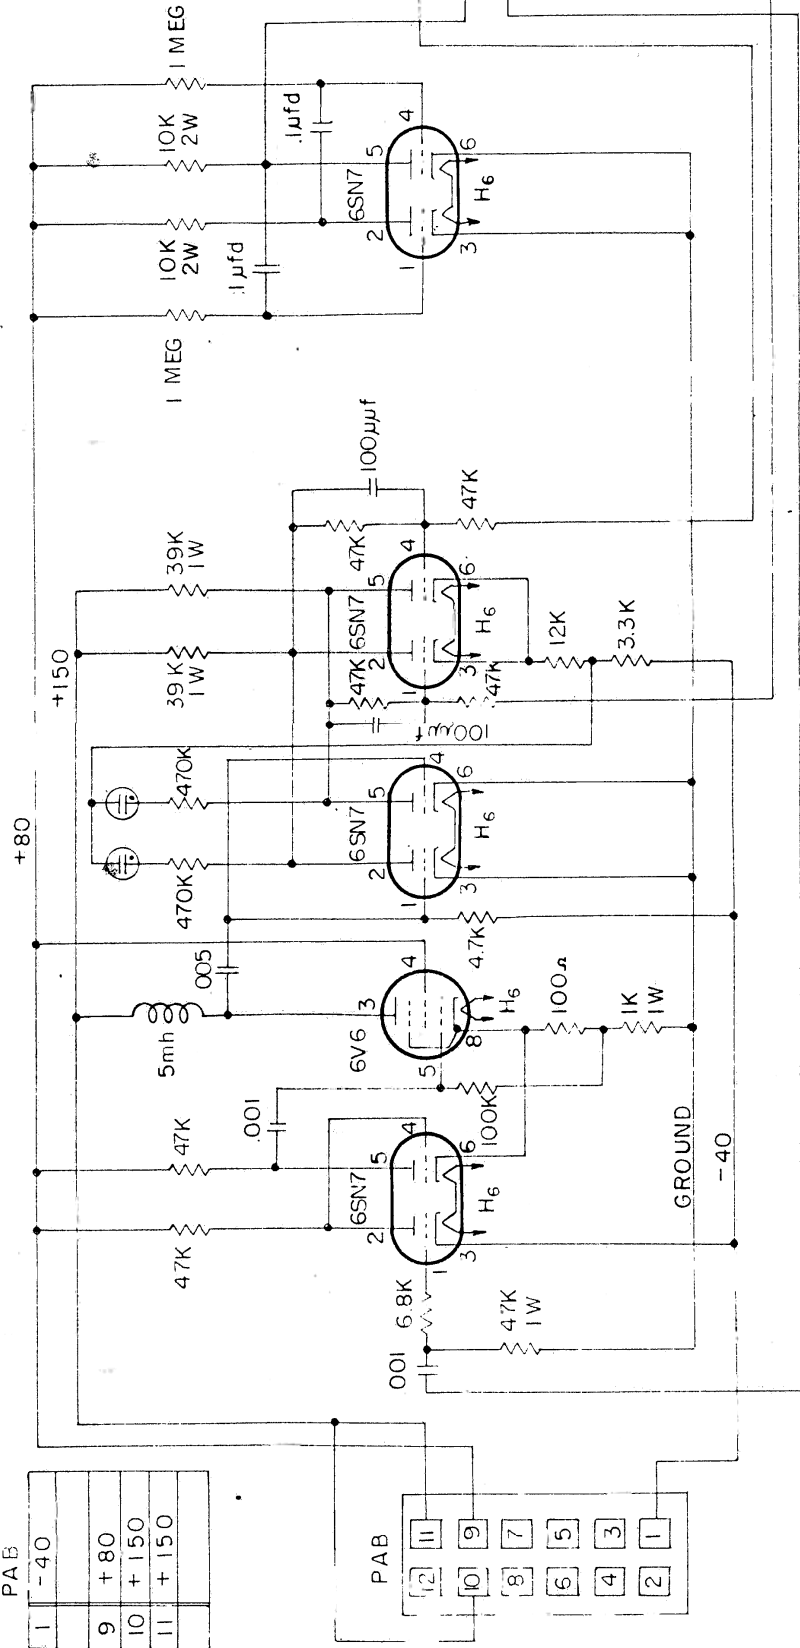 PAB
1 -40
9 +80
10 +150
11 +150
+80
+150
47K
47K
5mh
470K
470K
39K
1W
39K
1W
1 MEG
10K
2W
10K
2W
1 MEG
.001
.005
.1µfd
.1µfd
100µµf
6SN7
6V6
6SN7
6SN7
6SN7
2
5
3
2
5
2
5
2
5
47K
47K
1
4
5
4
1
4
1
4
1
4
3
6
8
3
6
3
6
3
6
H6
H6
H6
H6
H6
.001
6.8K
47K
1W
100K
4.7K
100µµf
47K
47K
100Ω
1K
1W
12K
3.3K
GROUND
-40
PAB
12 11
10 9
8 7
6 5
4 3
2 1